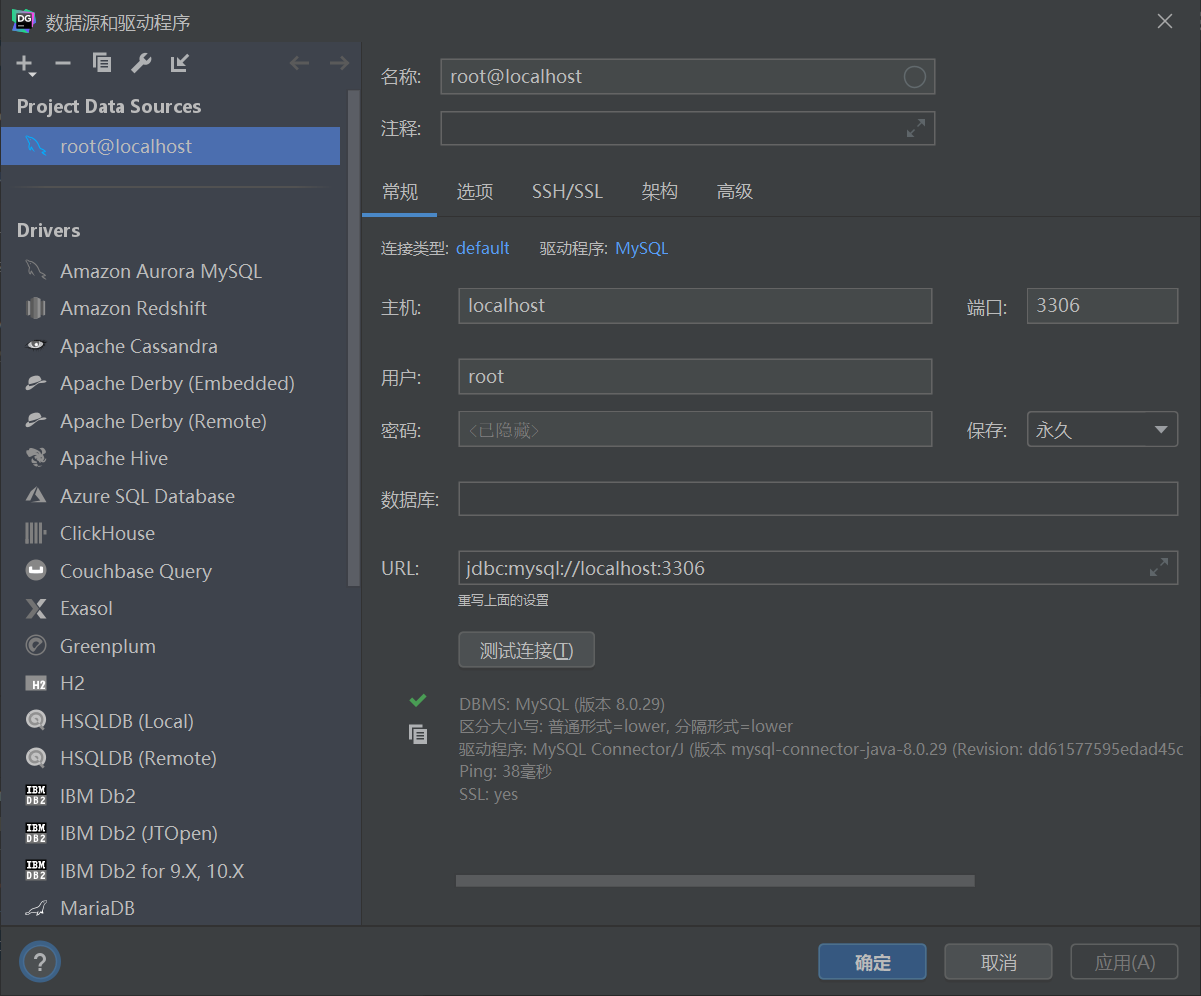 DG 数据源和驱动程序
Project Data Sources
root@localhost
Drivers
Amazon Aurora MySQL
Amazon Redshift
Apache Cassandra
Apache Derby (Embedded)
Apache Derby (Remote)
Apache Hive
Azure SQL Database
ClickHouse
Couchbase Query
Exasol
Greenplum
H2 H2
HSQLDB (Local)
HSQLDB (Remote)
IBM DB2 IBM Db2
IBM DB2 IBM Db2 (JTOpen)
IBM DB2 IBM Db2 for 9.X, 10.X
MariaDB
名称: root@localhost
注释:
常规 选项 SSH/SSL 架构 高级
连接类型: default 驱动程序: MySQL
主机: localhost 端口: 3306
用户: root
密码: <已隐藏> 保存: 永久
数据库:
URL: jdbc:mysql://localhost:3306
重写上面的设置
测试连接(T)
DBMS: MySQL (版本 8.0.29)
区分大小写: 普通形式=lower, 分隔形式=lower
驱动程序: MySQL Connector/J (版本 mysql-connector-java-8.0.29 (Revision: dd61577595edad45c
Ping: 38毫秒
SSL: yes
? 确定 取消 应用(A)